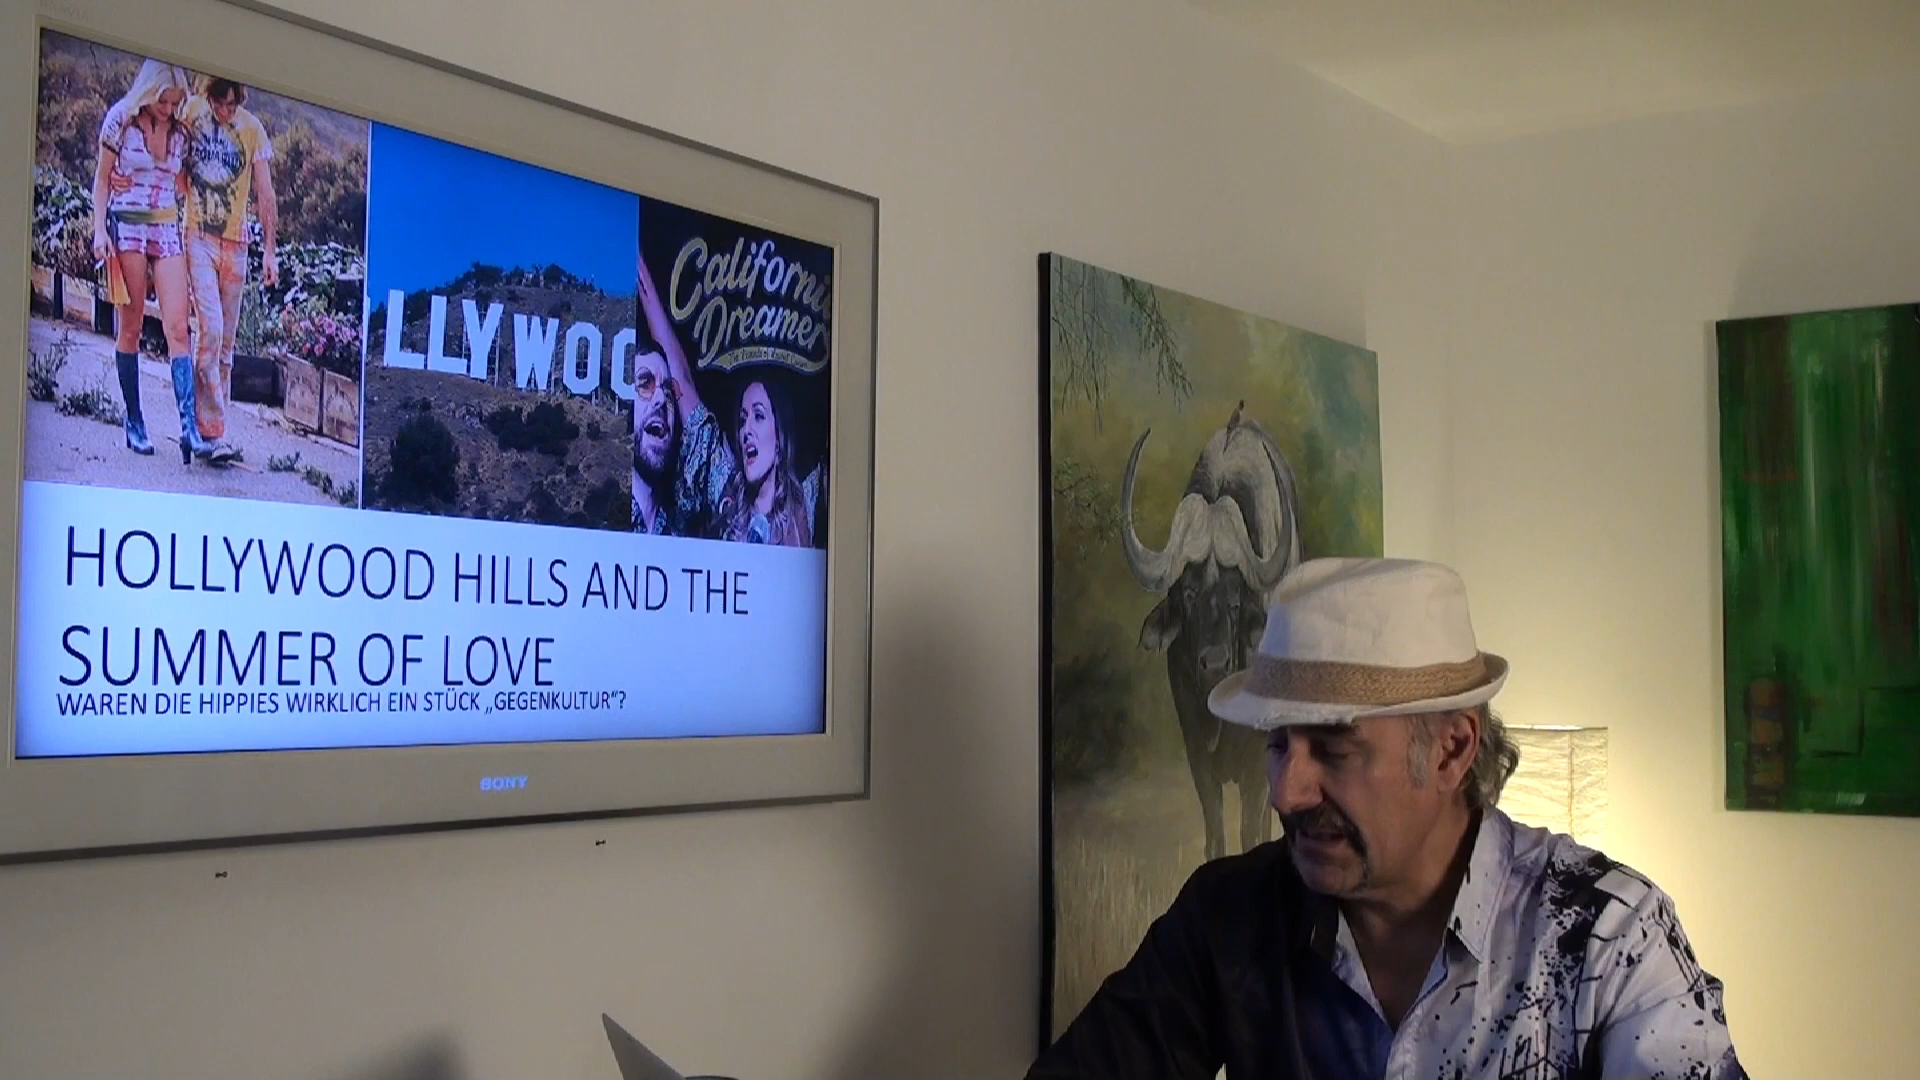 LLYWOO
Californi
Dreamer
HOLLYWOOD HILLS AND THE
SUMMER OF LOVE
WAREN DIE HIPPIES WIRKLICH EIN STÜCK „GEGENKULTUR“?
SONY